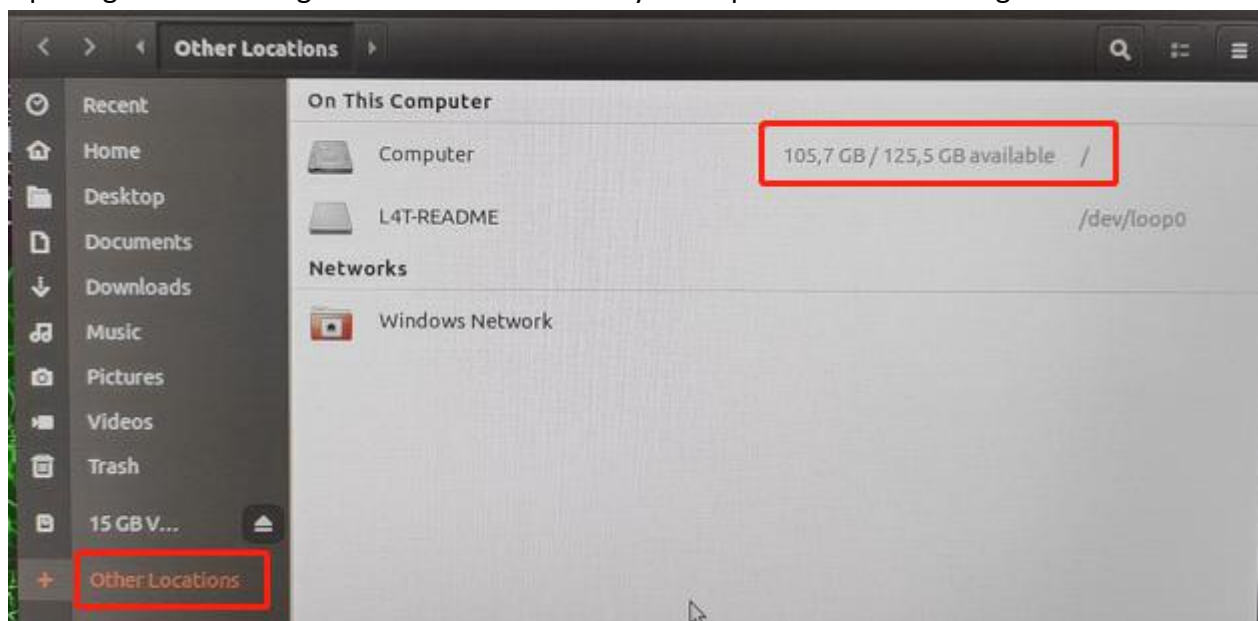 Other Locations
Recent
Home
Desktop
Documents
Downloads
Music
Pictures
Videos
Trash
15 GB V...
Other Locations
On This Computer
Computer 105,7 GB / 125,5 GB available /
L4T-README /dev/loop0
Networks
Windows Network